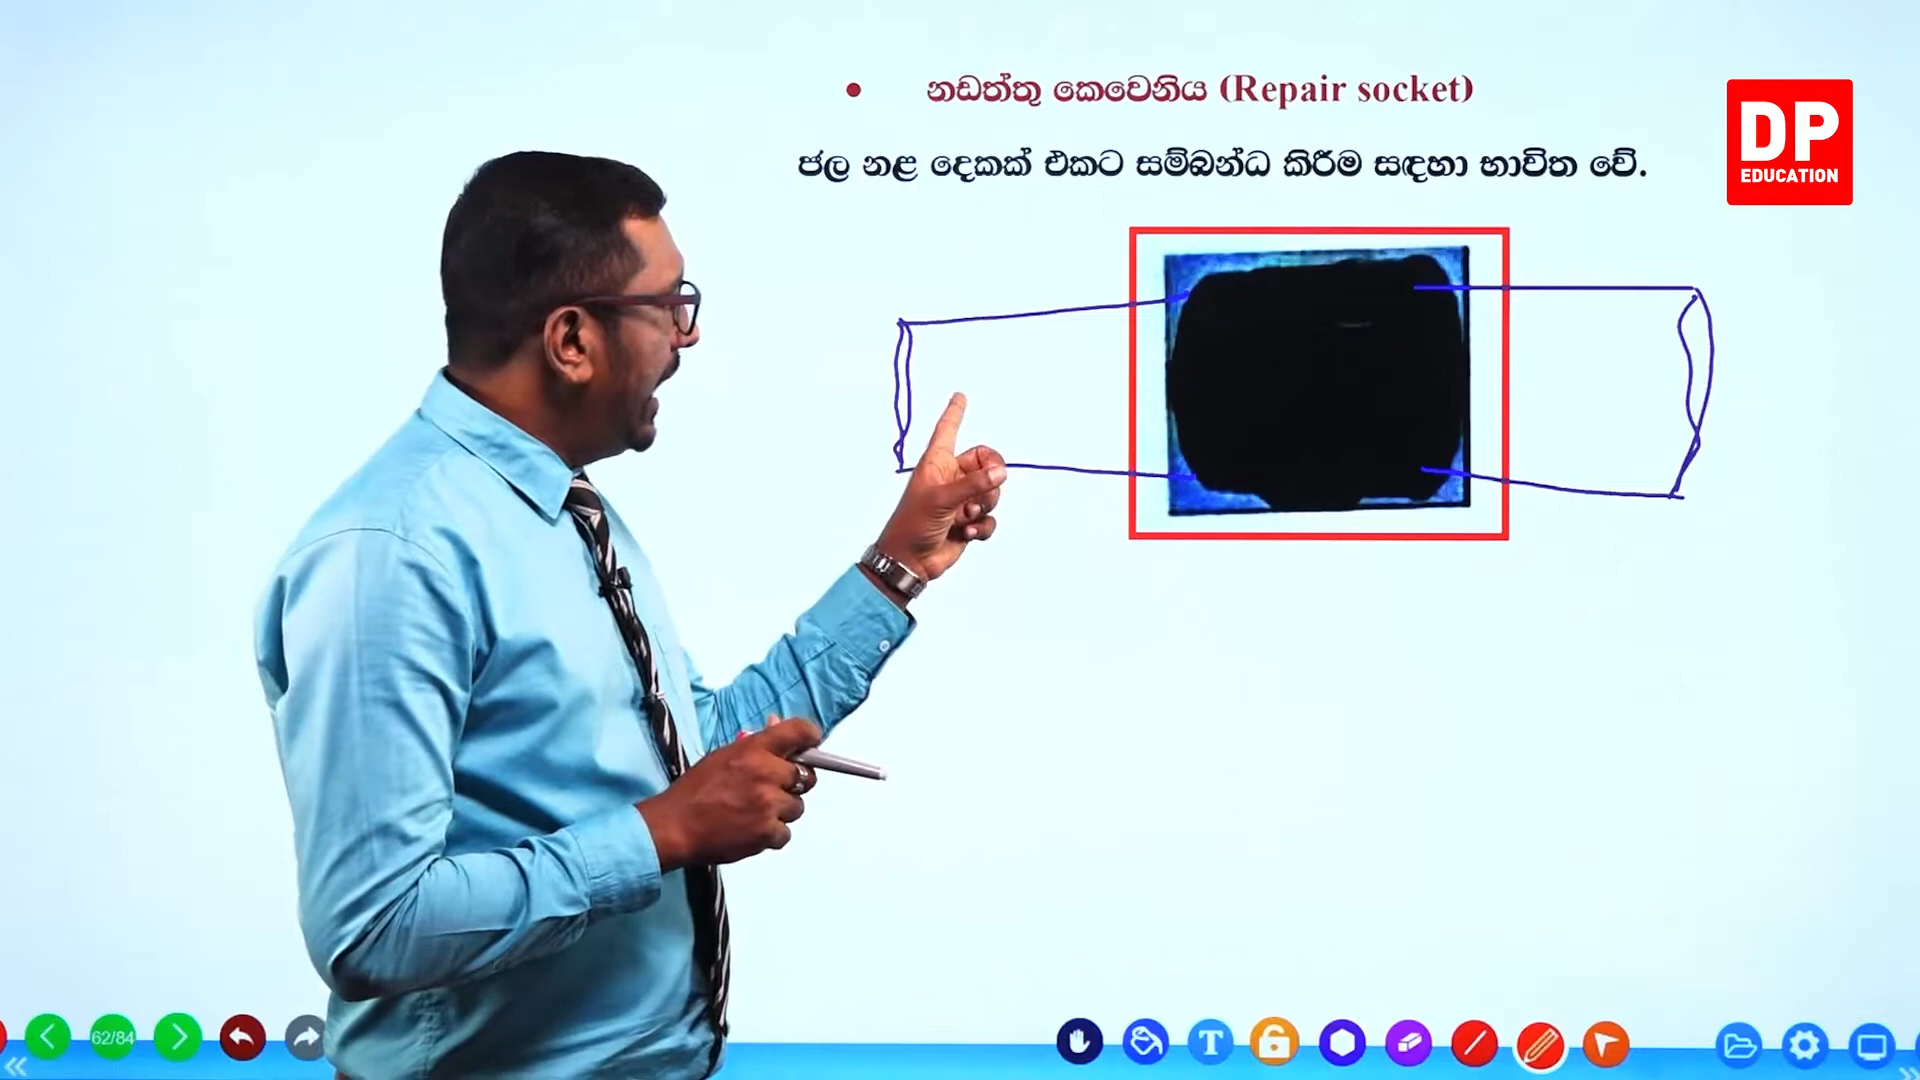 • නඩත්තු කෙවෙනිය (Repair socket)
ජල නළ දෙකක් එකට සම්බන්ධ කිරීම සඳහා භාවිත වේ.
DP
EDUCATION
62/84
T